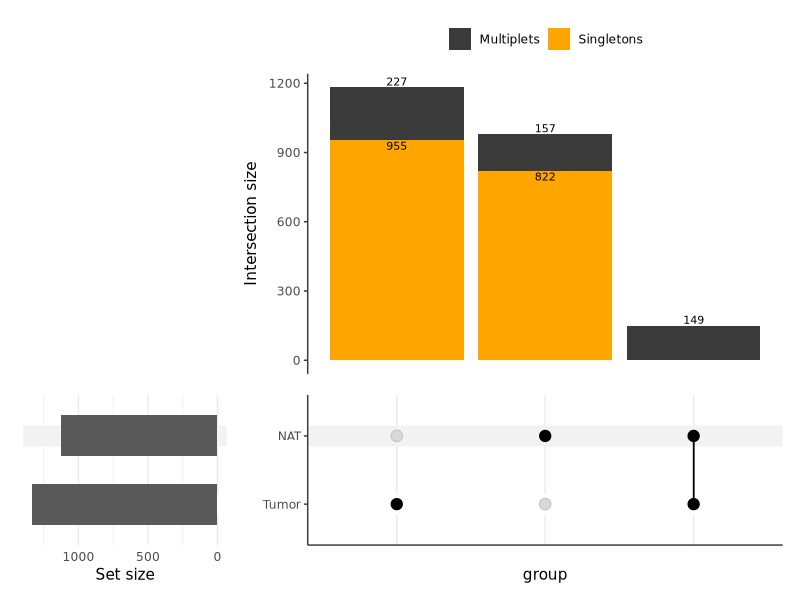 Multiplets Singletons
1200
900
600
300
0
Intersection size
227
955
157
822
149
NAT
Tumor
1000 500 0
Set size
group